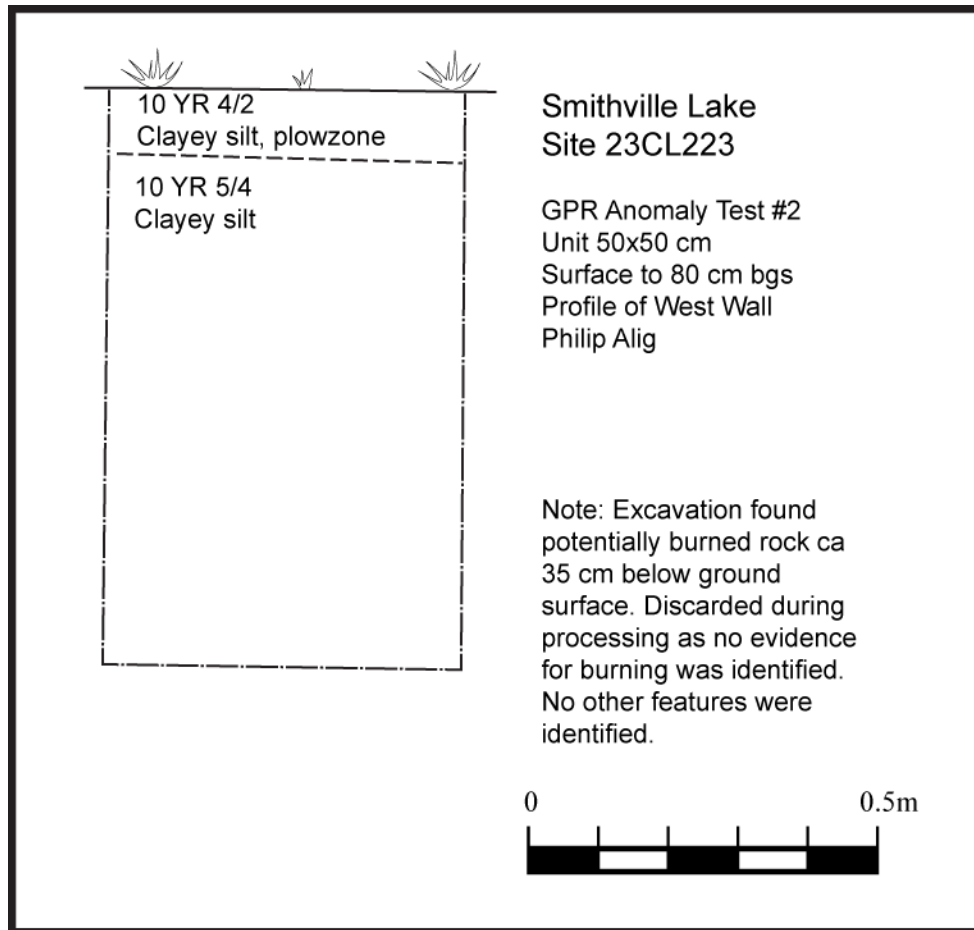 10 YR 4/2
Clayey silt, plowzone
10 YR 5/4
Clayey silt
Smithville Lake
Site 23CL223
GPR Anomaly Test #2
Unit 50x50 cm
Surface to 80 cm bgs
Profile of West Wall
Philip Alig
Note: Excavation found
potentially burned rock ca
35 cm below ground
surface. Discarded during
processing as no evidence
for burning was identified.
No other features were
identified.
0 0.5m